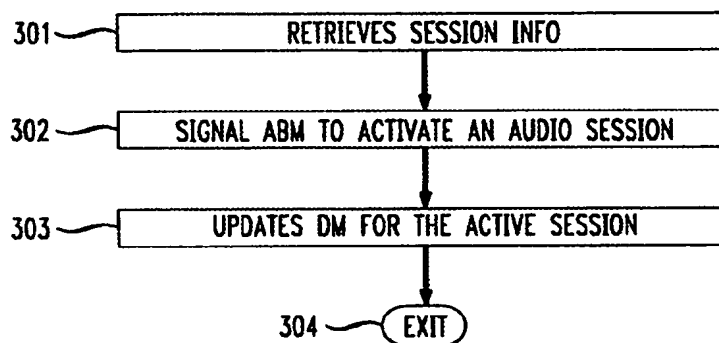 301 RETRIEVES SESSION INFO
302 SIGNAL ABM TO ACTIVATE AN AUDIO SESSION
303 UPDATES DM FOR THE ACTIVE SESSION
304 EXIT